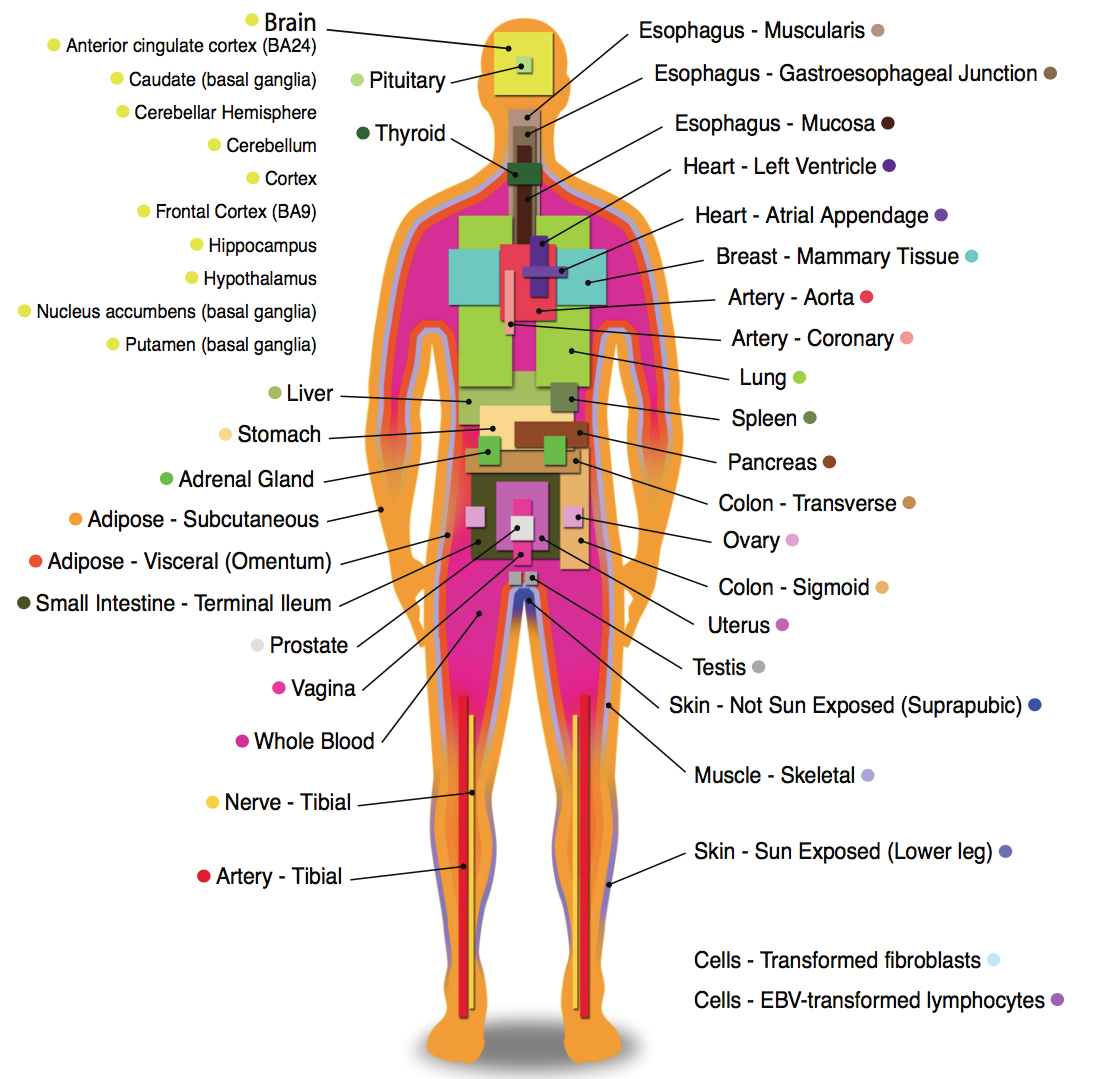 Brain
Anterior cingulate cortex (BA24)
Caudate (basal ganglia)
Cerebellar Hemisphere
Cerebellum
Cortex
Frontal Cortex (BA9)
Hippocampus
Hypothalamus
Nucleus accumbens (basal ganglia)
Putamen (basal ganglia)
Pituitary
Thyroid
Liver
Stomach
Adrenal Gland
Adipose - Subcutaneous
Adipose - Visceral (Omentum)
Small Intestine - Terminal Ileum
Prostate
Vagina
Whole Blood
Nerve - Tibial
Artery - Tibial
Esophagus - Muscularis
Esophagus - Gastroesophageal Junction
Esophagus - Mucosa
Heart - Left Ventricle
Heart - Atrial Appendage
Breast - Mammary Tissue
Artery - Aorta
Artery - Coronary
Lung
Spleen
Pancreas
Colon - Transverse
Ovary
Colon - Sigmoid
Uterus
Testis
Skin - Not Sun Exposed (Suprapubic)
Muscle - Skeletal
Skin - Sun Exposed (Lower leg)
Cells - Transformed fibroblasts
Cells - EBV-transformed lymphocytes